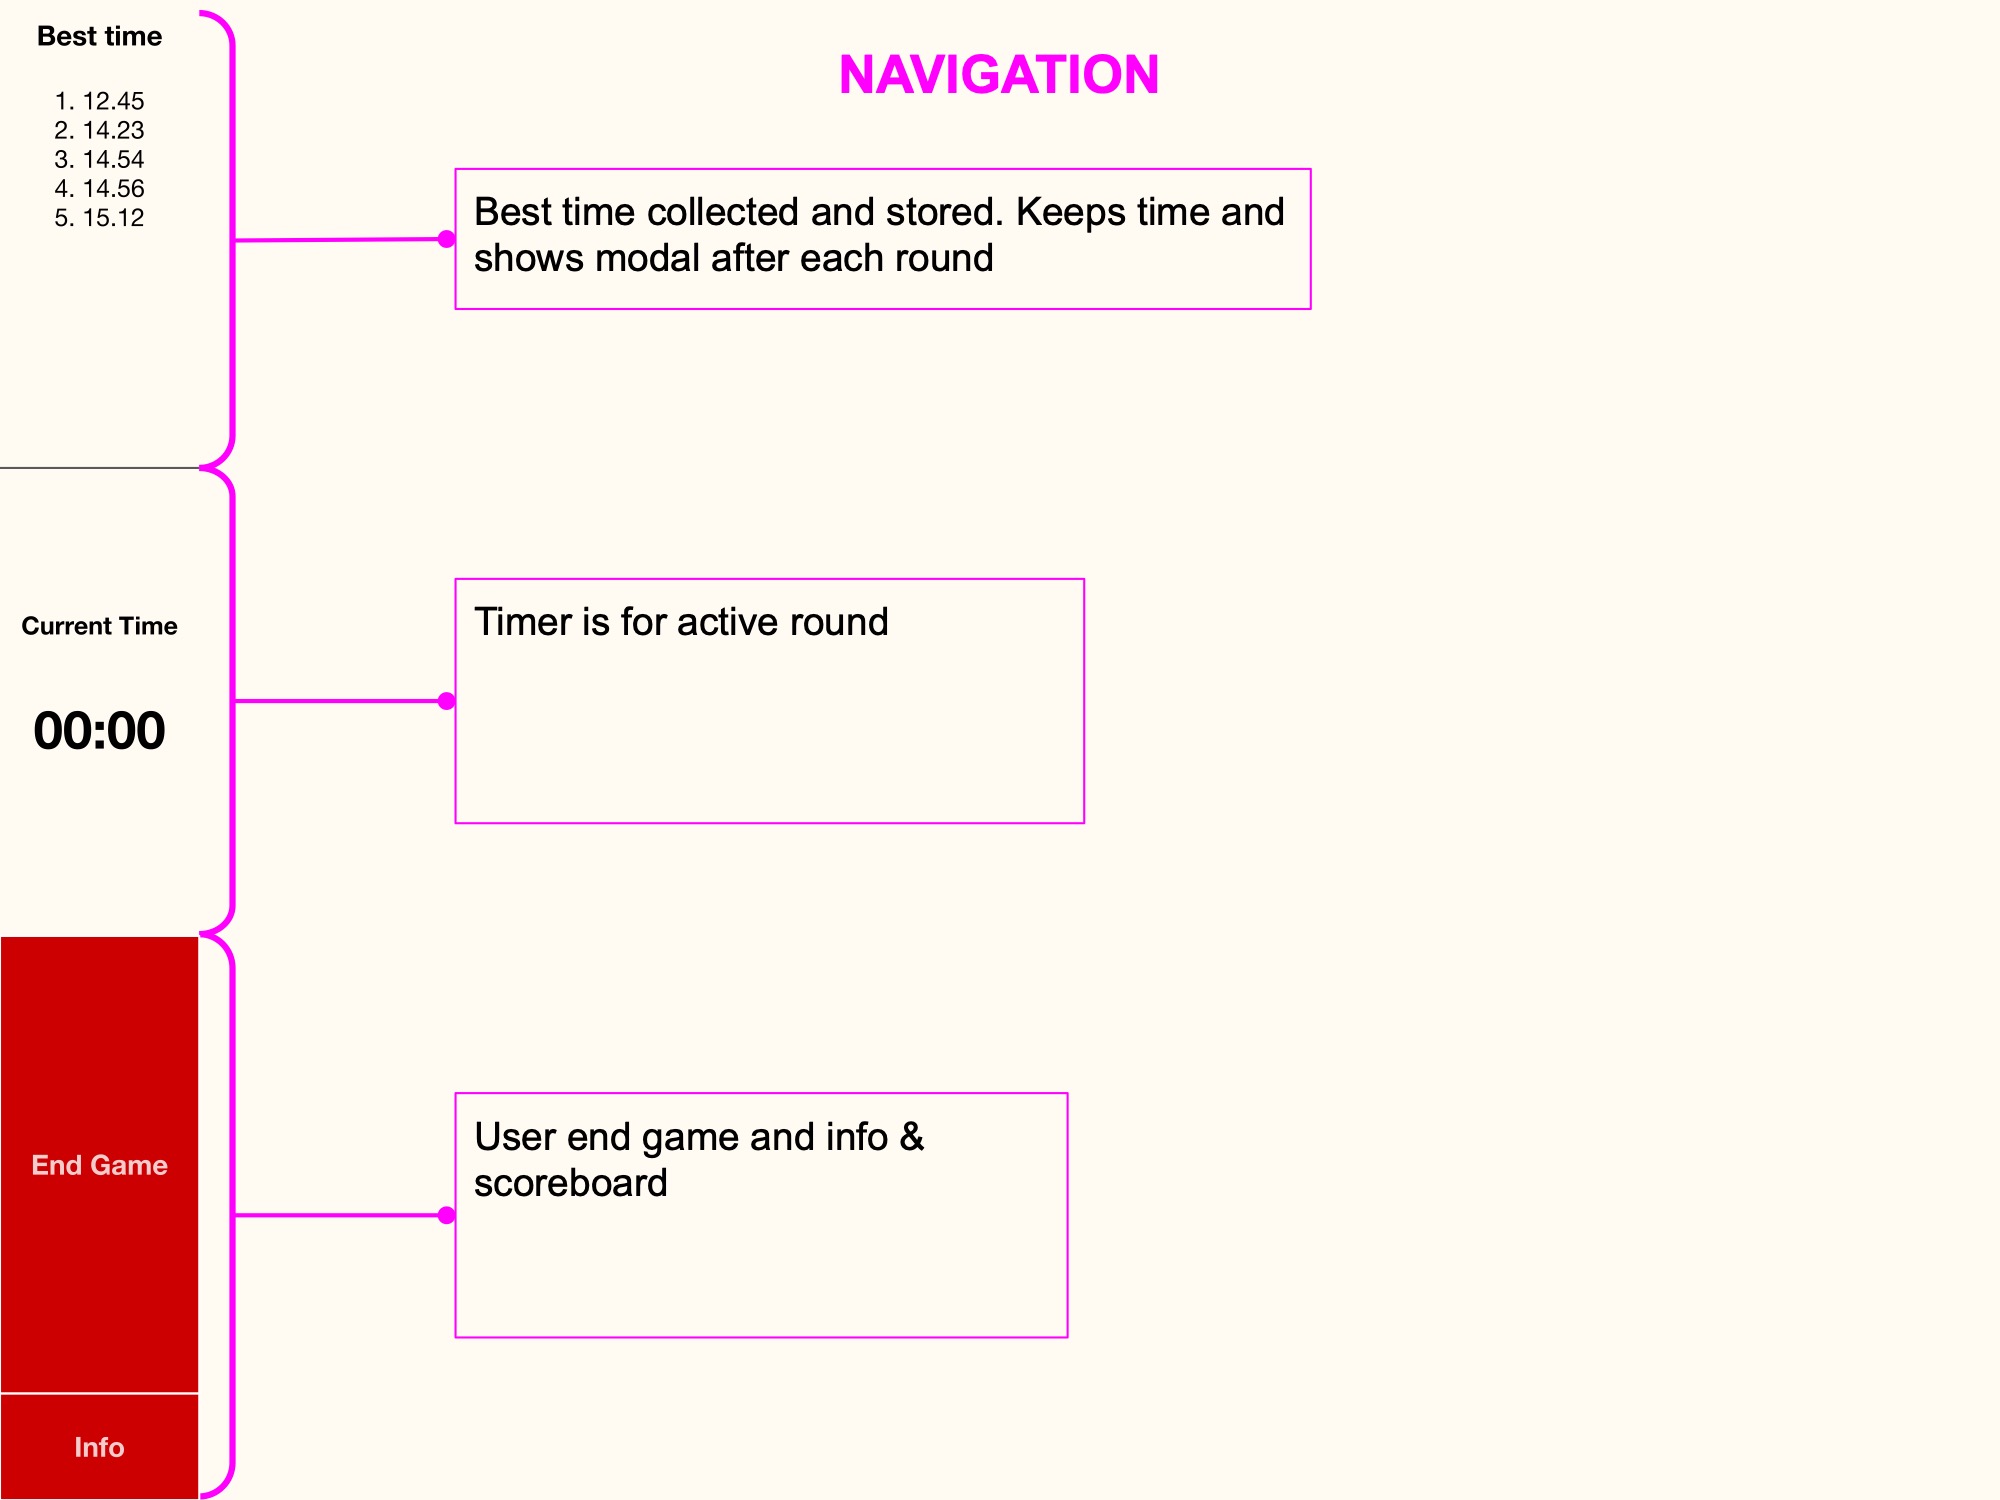 Best time
1. 12.45
2. 14.23
3. 14.54
4. 14.56
5. 15.12
NAVIGATION
Best time collected and stored. Keeps time and
shows modal after each round
Current Time
00:00
Timer is for active round
End Game
Info
User end game and info &
scoreboard